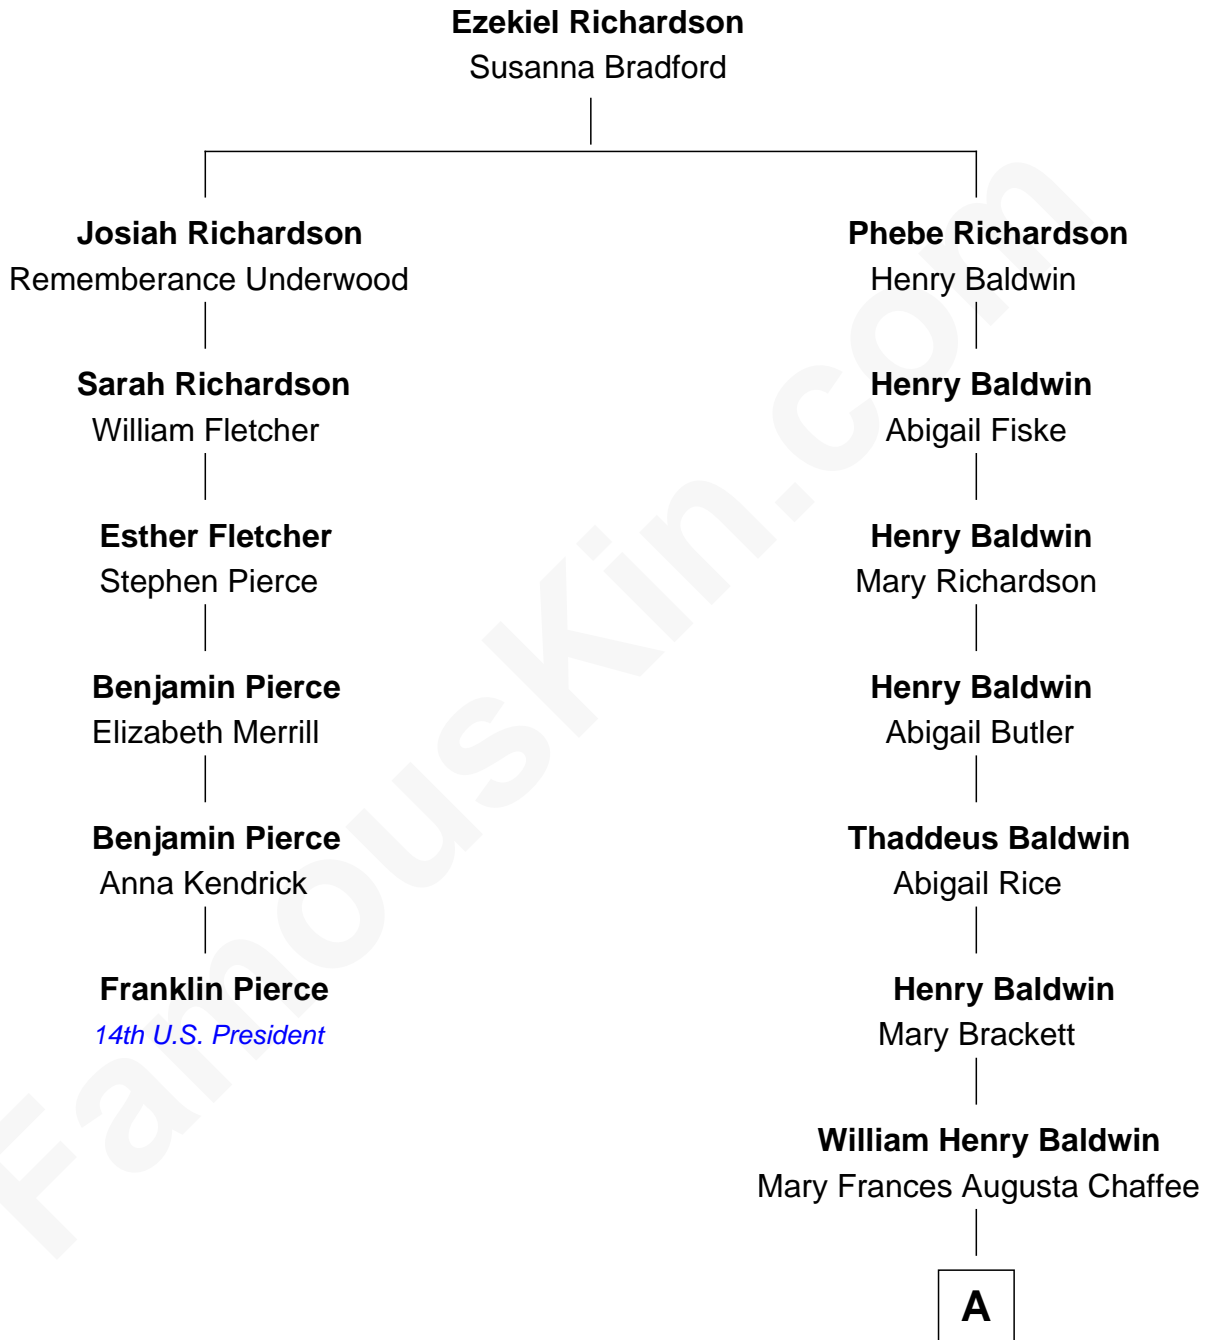 Ezekiel Richardson
Susanna Bradford
Josiah Richardson
Rememberance Underwood
Sarah Richardson
William Fletcher
Esther Fletcher
Stephen Pierce
Benjamin Pierce
Elizabeth Merrill
Benjamin Pierce
Anna Kendrick
Franklin Pierce
14th U.S. President
Phebe Richardson
Henry Baldwin
Henry Baldwin
Abigail Fiske
Henry Baldwin
Mary Richardson
Henry Baldwin
Abigail Butler
Thaddeus Baldwin
Abigail Rice
Henry Baldwin
Mary Brackett
William Henry Baldwin
Mary Frances Augusta Chaffee
A
FamousKin.com